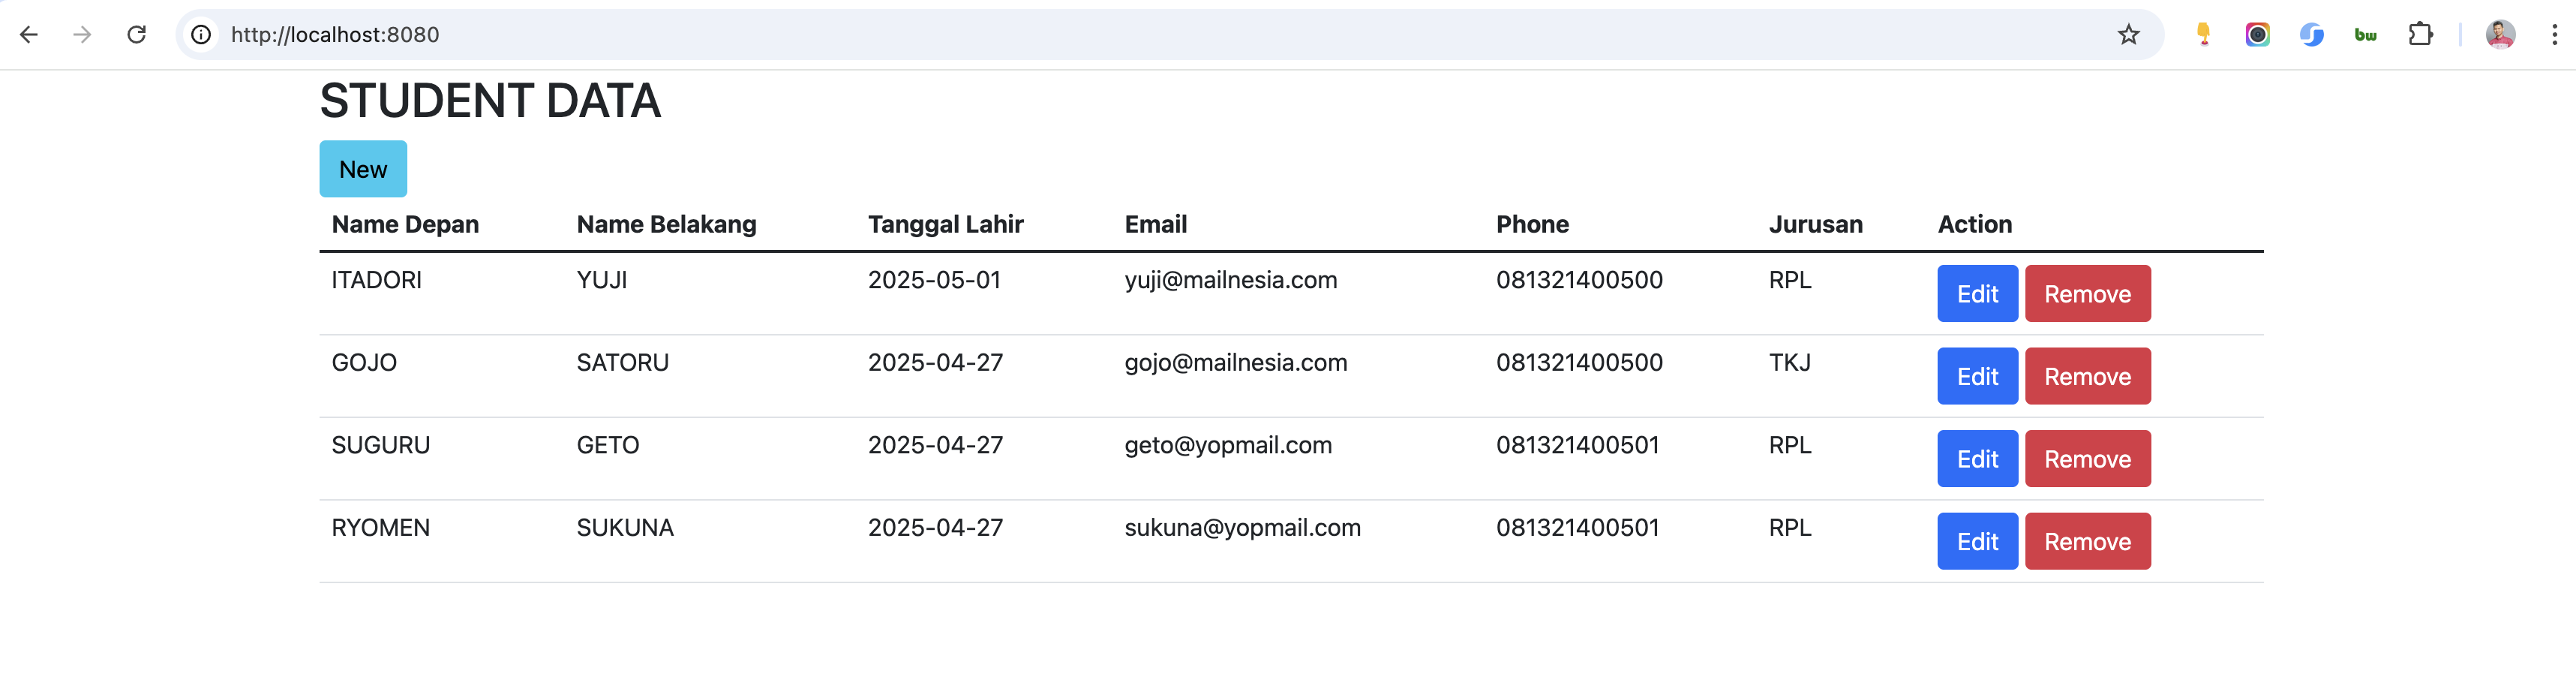 http://localhost:8080
bw
STUDENT DATA
New
Name Depan Name Belakang Tanggal Lahir Email Phone Jurusan Action
ITADORI YUJI 2025-05-01 yuji@mailnesia.com 081321400500 RPL Edit Remove
GOJO SATORU 2025-04-27 gojo@mailnesia.com 081321400500 TKJ Edit Remove
SUGURU GETO 2025-04-27 geto@yopmail.com 081321400501 RPL Edit Remove
RYOMEN SUKUNA 2025-04-27 sukuna@yopmail.com 081321400501 RPL Edit Remove